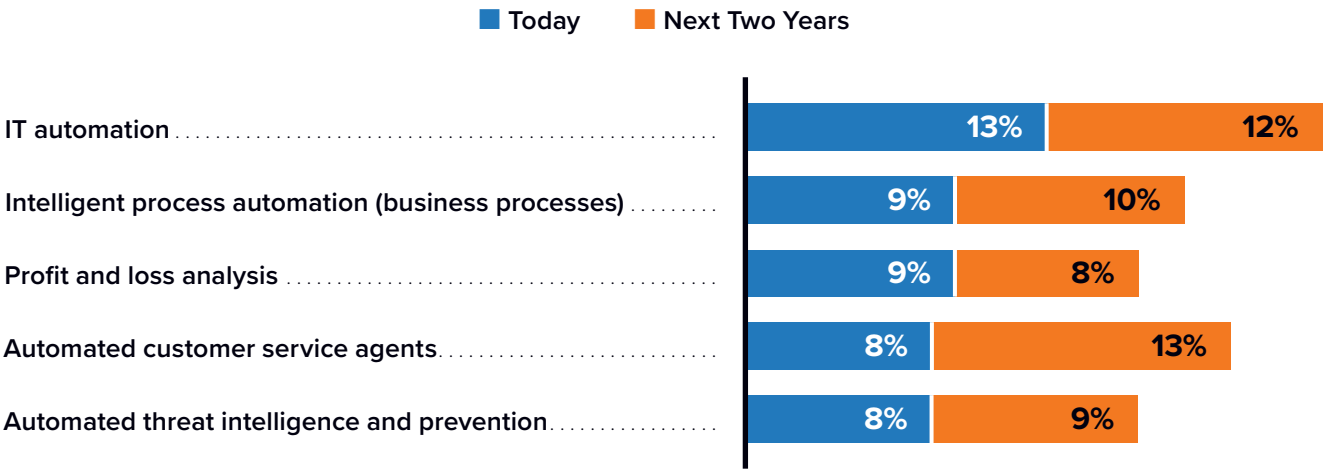 Today Next Two Years
IT automation 13% 12%
Intelligent process automation (business processes) 9% 10%
Profit and loss analysis 9% 8%
Automated customer service agents 8% 13%
Automated threat intelligence and prevention 8% 9%